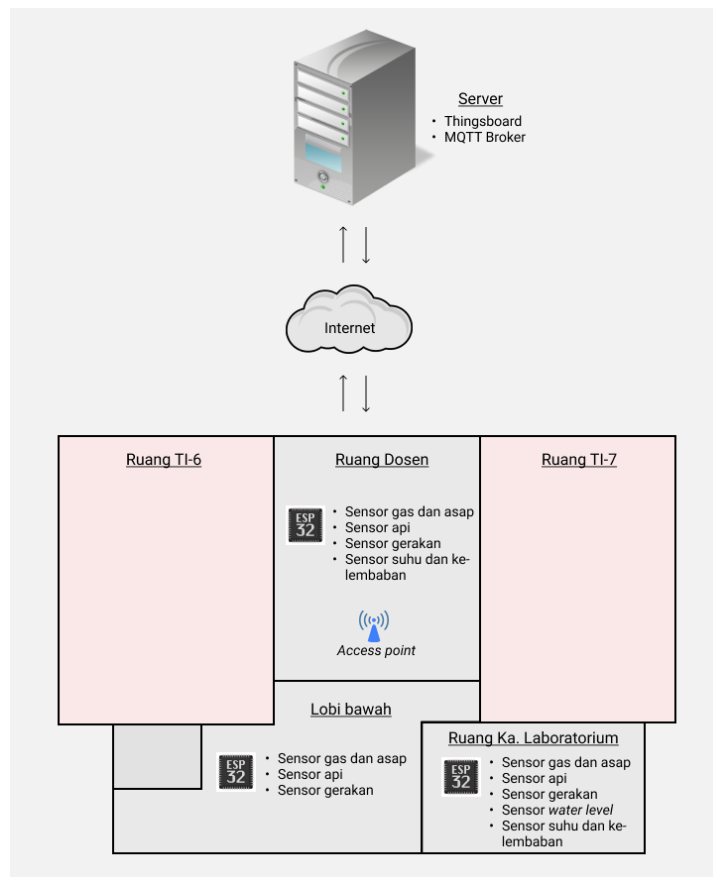 Server
• Thingsboard
• MQTT Broker
Internet
Ruang TI-6
Ruang Dosen
Ruang TI-7
ESP
32
• Sensor gas dan asap
• Sensor api
• Sensor gerakan
• Sensor suhu dan ke-
lembaban
Access point
Lobi bawah
ESP
32
• Sensor gas dan asap
• Sensor api
• Sensor gerakan
Ruang Ka. Laboratorium
ESP
32
• Sensor gas dan asap
• Sensor api
• Sensor gerakan
• Sensor water level
• Sensor suhu dan ke-
lembaban